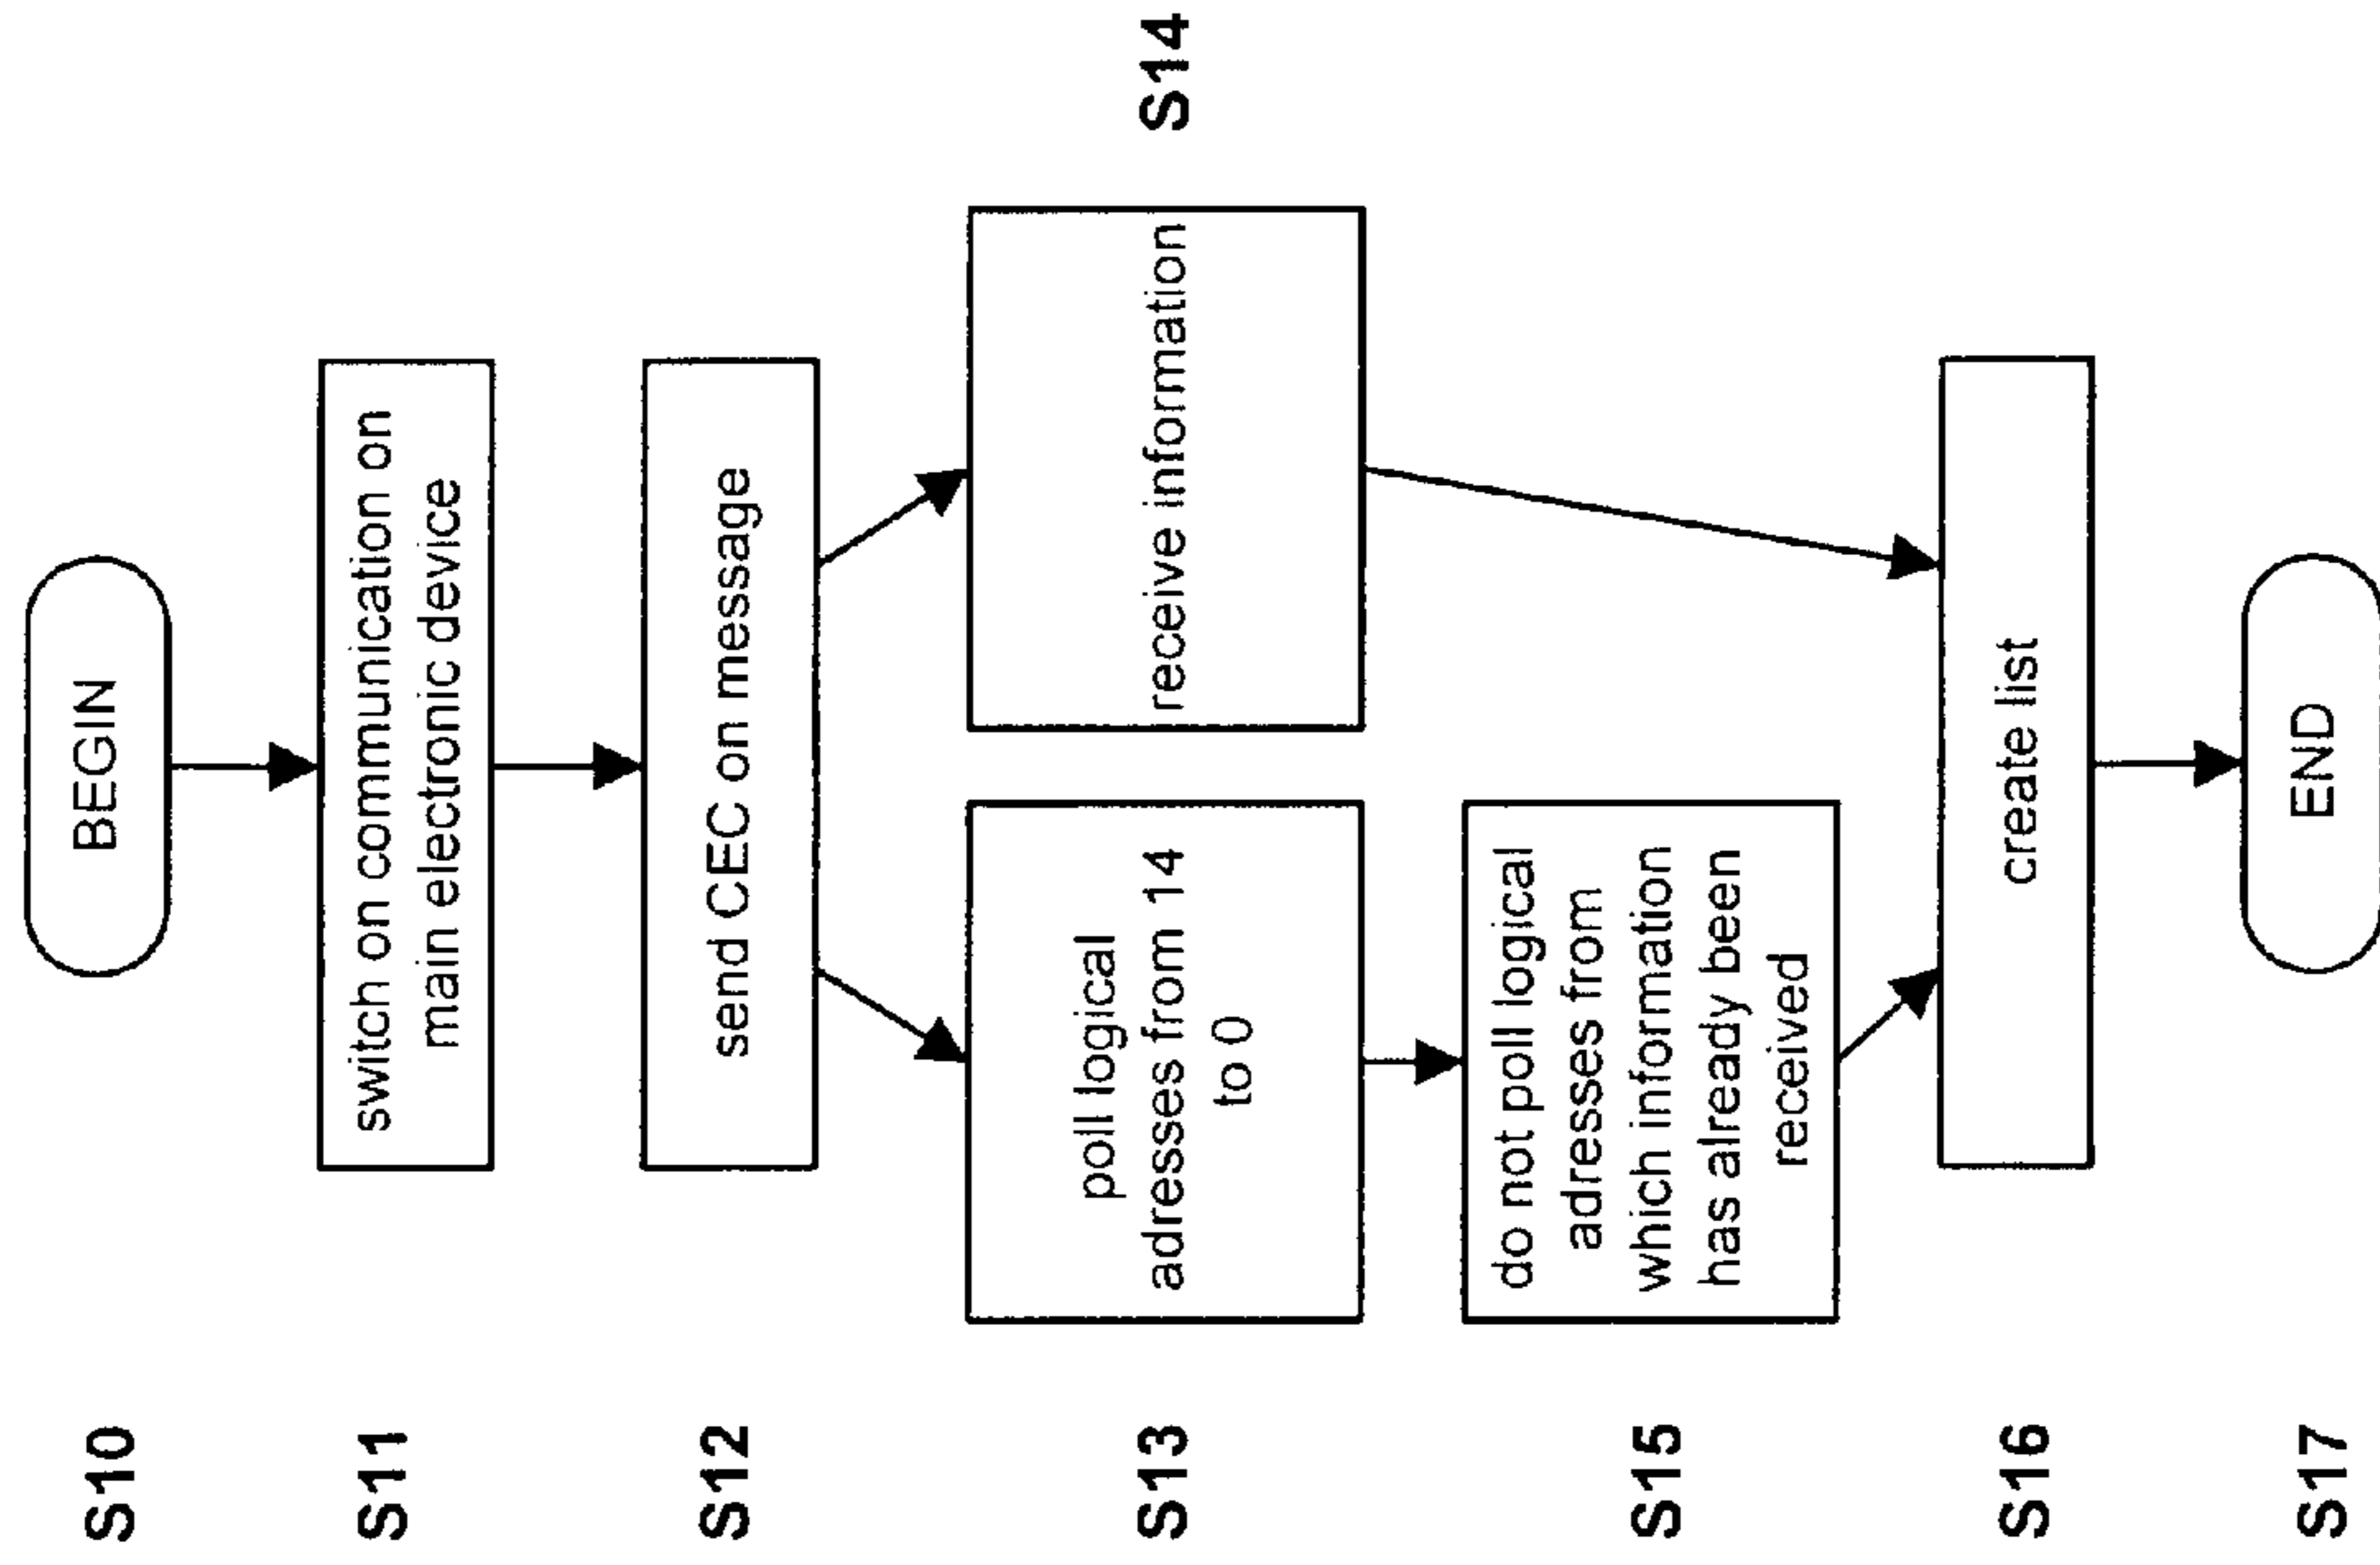 S10
BEGIN
S11
switch on communication on
main electronic device
S12
send CEC on message
S13
poll logical
adresses from 14
to 0
receive information
S14
S15
do not poll logical
adresses from
which information
has already been
received
S16
create list
S17
END